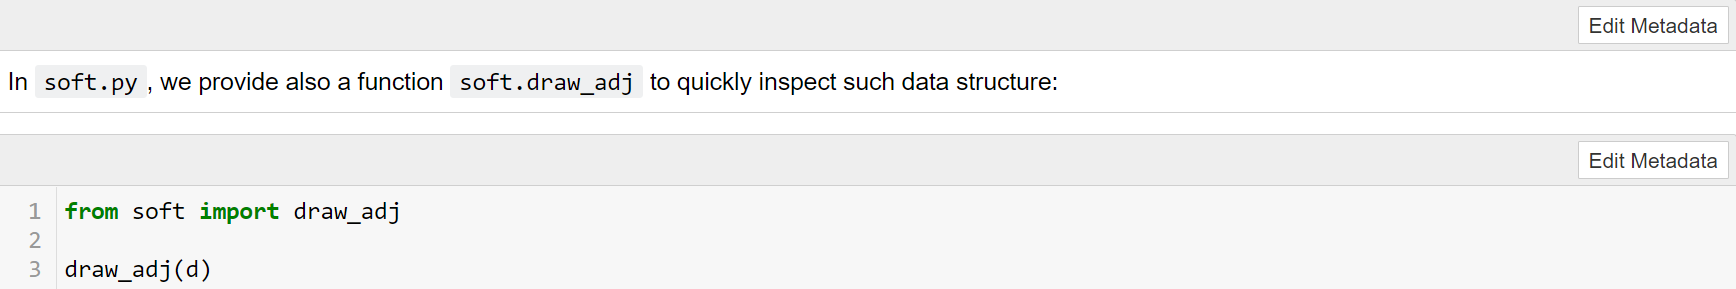 Edit Metadata
In soft.py, we provide also a function soft.draw_adj to quickly inspect such data structure:
Edit Metadata
1 from soft import draw_adj
2
3 draw_adj(d)